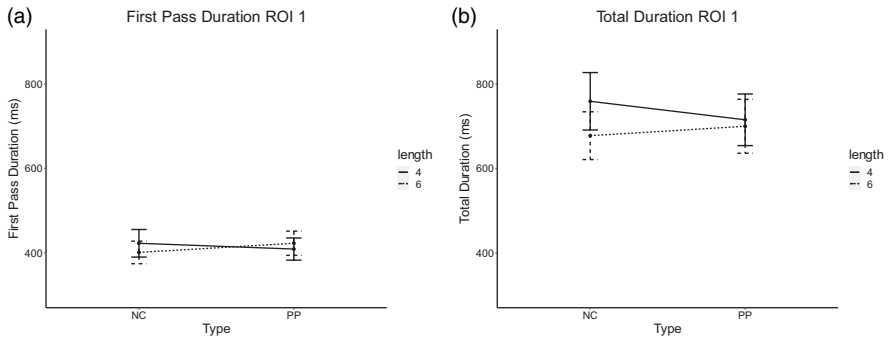 (a)
First Pass Duration ROI 1
First Pass Duration (ms)
800
600
400
NC
PP
Type
length
4
6
(b)
Total Duration ROI 1
Total Duration (ms)
800
600
400
NC
PP
Type
length
4
6